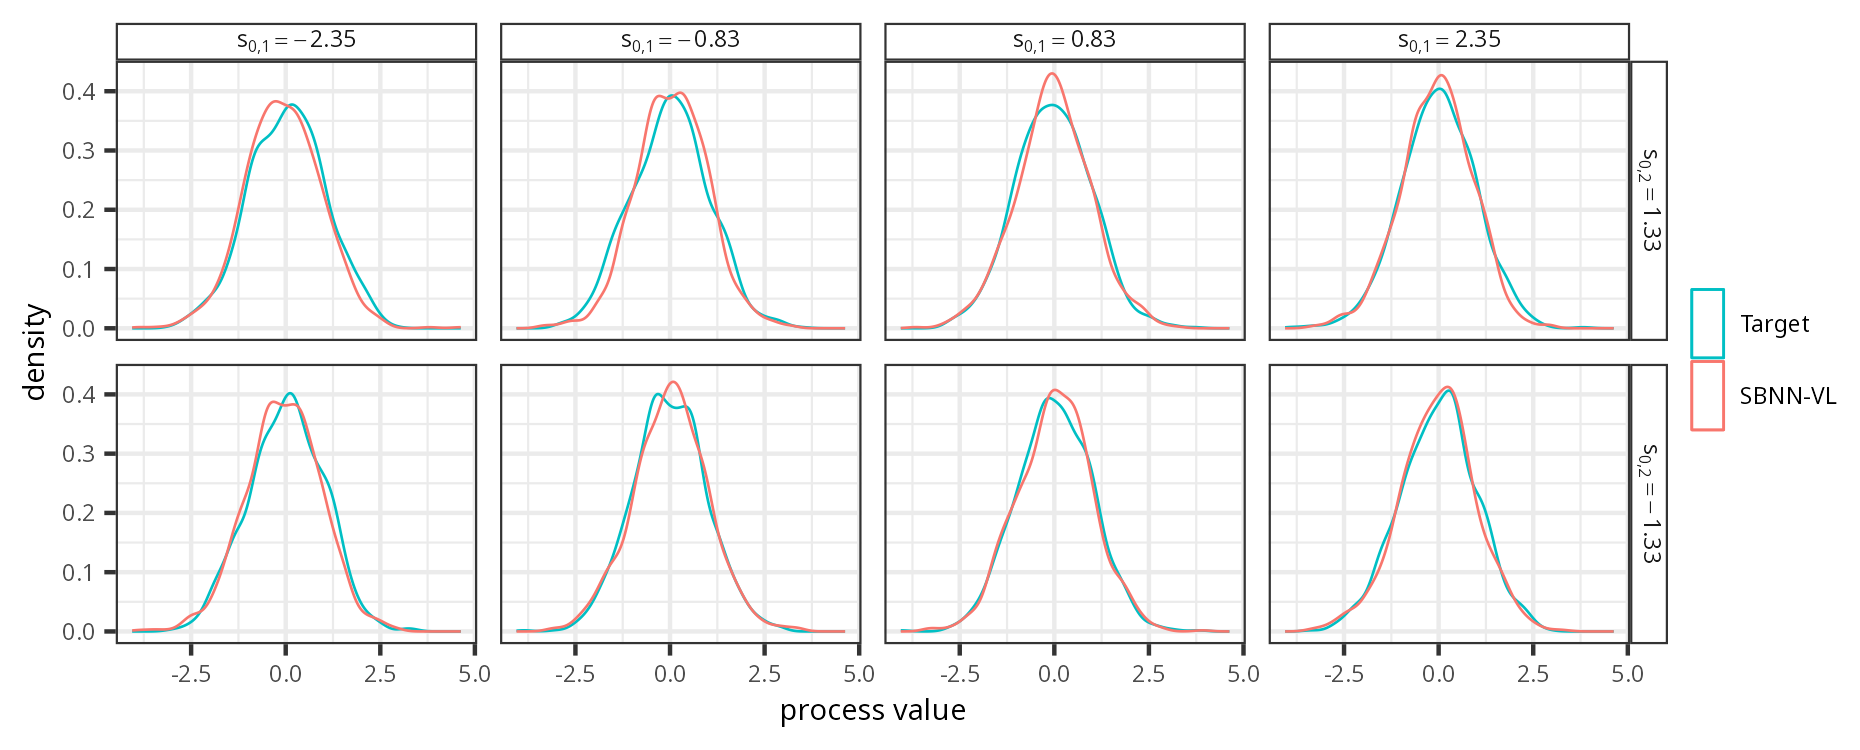 s0,1 = −2.35
s0,1 = −0.83
s0,1 = 0.83
s0,1 = 2.35
density
0.4
0.3
0.2
0.1
0.0
s0,2 = 1.33
0.4
0.3
0.2
0.1
0.0
s0,2 = −1.33
-2.5 0.0 2.5 5.0
-2.5 0.0 2.5 5.0
-2.5 0.0 2.5 5.0
-2.5 0.0 2.5 5.0
process value
Target
SBNN-VL